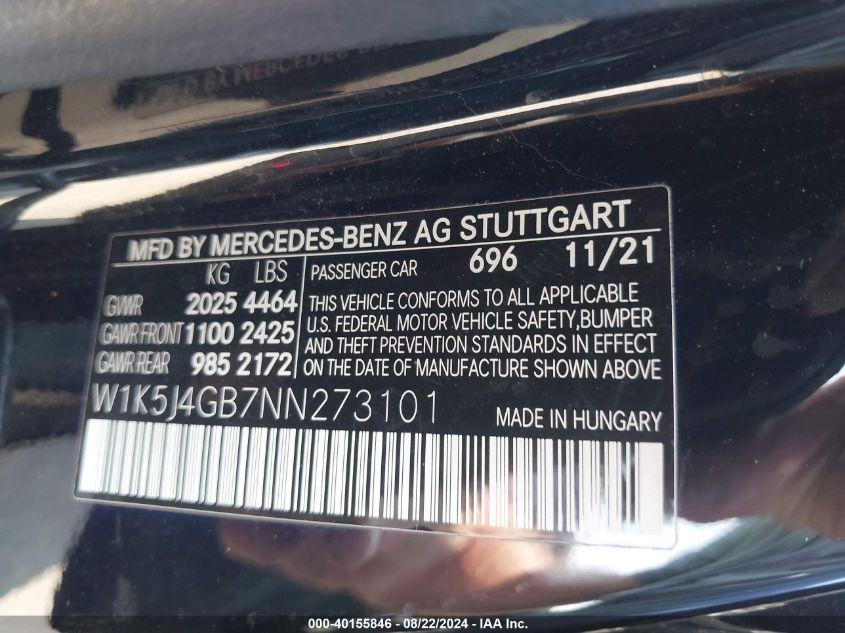 MFD BY MERCEDES-BENZ AG STUTTGART
KG LBS
GVWR 2025 4464
GAWR FRONT 1100 2425
GAWR REAR 985 2172
PASSENGER CAR 696 11/21
THIS VEHICLE CONFORMS TO ALL APPLICABLE
U.S. FEDERAL MOTOR VEHICLE SAFETY,BUMPER
AND THEFT PREVENTION STANDARDS IN EFFECT
ON THE DATE OF MANUFACTURE SHOWN ABOVE
W1K5J4GB7NN273101
MADE IN HUNGARY
000-40155846 - 08/22/2024 - IAA Inc.